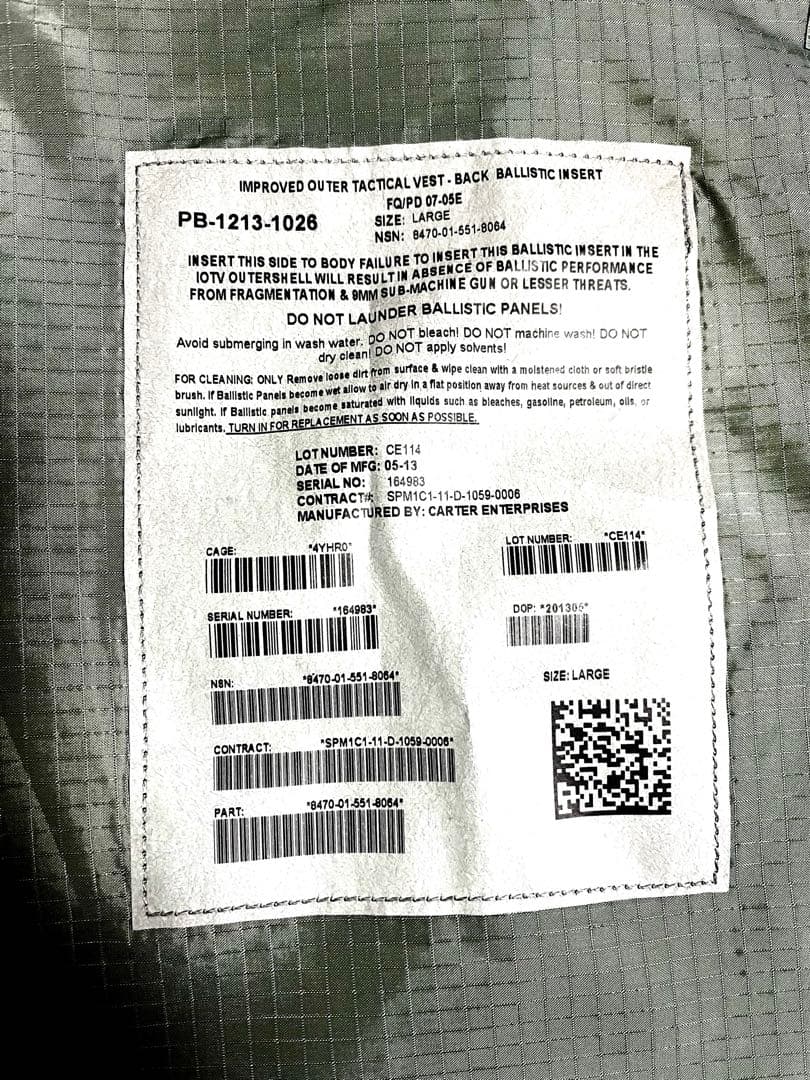 IMPROVED OUTER TACTICAL VEST - BACK BALLISTIC INSERT
FQ/PD 07-05E
PB-1213-1026
SIZE: LARGE
NSN: 8470-01-551-8064
INSERT THIS SIDE TO BODY FAILURE TO INSERT THIS BALLISTIC INSERT IN THE
IOTV OUTERSHELL WILL RESULT IN ABSENCE OF BALLISTIC PERFORMANCE
FROM FRAGMENTATION & 9MM SUB-MACHINE GUN OR LESSER THREATS.
DO NOT LAUNDER BALLISTIC PANELS!
Avoid submerging in wash water. DO NOT bleach! DO NOT machine wash! DO NOT
dry clean! DO NOT apply solvents!
FOR CLEANING: ONLY Remove loose dirt from surface & wipe clean with a moistened cloth or soft bristle
brush. If Ballistic Panels become wet allow to air dry in a flat position away from heat sources & out of direct
sunlight. If Ballistic panels become saturated with liquids such as bleaches, gasoline, petroleum, oils, or
lubricants. TURN IN FOR REPLACEMENT AS SOON AS POSSIBLE.
LOT NUMBER: CE114
DATE OF MFG: 05-13
SERIAL NO: 164983
CONTRACT#: SPM1C1-11-D-1059-0006
MANUFACTURED BY: CARTER ENTERPRISES
CAGE: *4YHR0*
LOT NUMBER: *CE114*
SERIAL NUMBER: *164983*
DOP: *201305*
NSN: *8470-01-551-8064*
SIZE: LARGE
CONTRACT: *SPM1C1-11-D-1059-0006*
PART: *8470-01-551-8064*